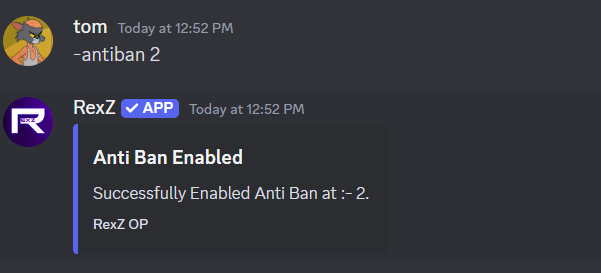 tom Today at 12:52 PM
-antiban 2
RexZ ✓ APP Today at 12:52 PM
Anti Ban Enabled
Successfully Enabled Anti Ban at :- 2.
RexZ OP